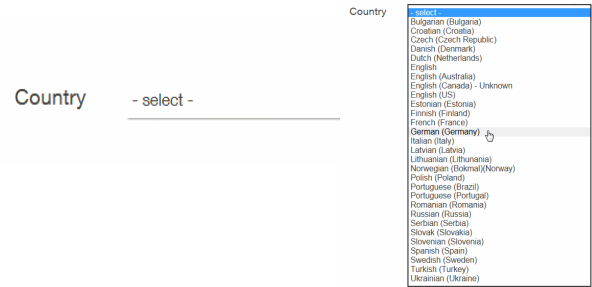 Country
- select -
Country
- select -
Bulgarian (Bulgaria)
Croatian (Croatia)
Czech (Czech Republic)
Danish (Denmark)
Dutch (Netherlands)
English
English (Australia)
English (Canada) - Unknown
English (US)
Estonian (Estonia)
Finnish (Finland)
French (France)
German (Germany)
Italian (Italy)
Latvian (Latvia)
Lithuanian (Lithunania)
Norwegian (Bokmal)(Norway)
Polish (Poland)
Portuguese (Brazil)
Portuguese (Portugal)
Romanian (Romania)
Russian (Russia)
Serbian (Serbia)
Slovak (Slovakia)
Slovenian (Slovenia)
Spanish (Spain)
Swedish (Sweden)
Turkish (Turkey)
Ukrainian (Ukraine)